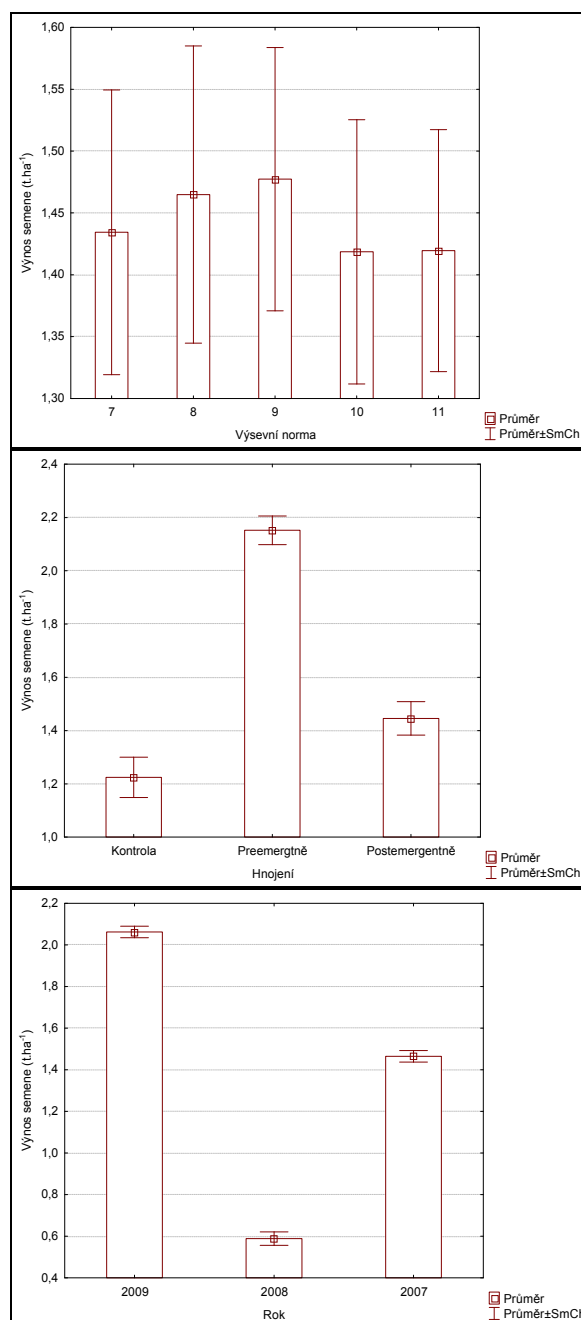 1,60
1,55
1,50
1,45
1,40
1,35
1,30
Výnos semene (t.ha⁻¹)
7 8 9 10 11
Výsevní norma
Průměr
Průměr±SmCh
2,4
2,2
2,0
1,8
1,6
1,4
1,2
1,0
Výnos semene (t.ha⁻¹)
Kontrola Preemergtně Postemergentně
Hnojení
Průměr
Průměr±SmCh
2,2
2,0
1,8
1,6
1,4
1,2
1,0
0,8
0,6
0,4
Výnos semene (t.ha⁻¹)
2009 2008 2007
Rok
Průměr
Průměr±SmCh